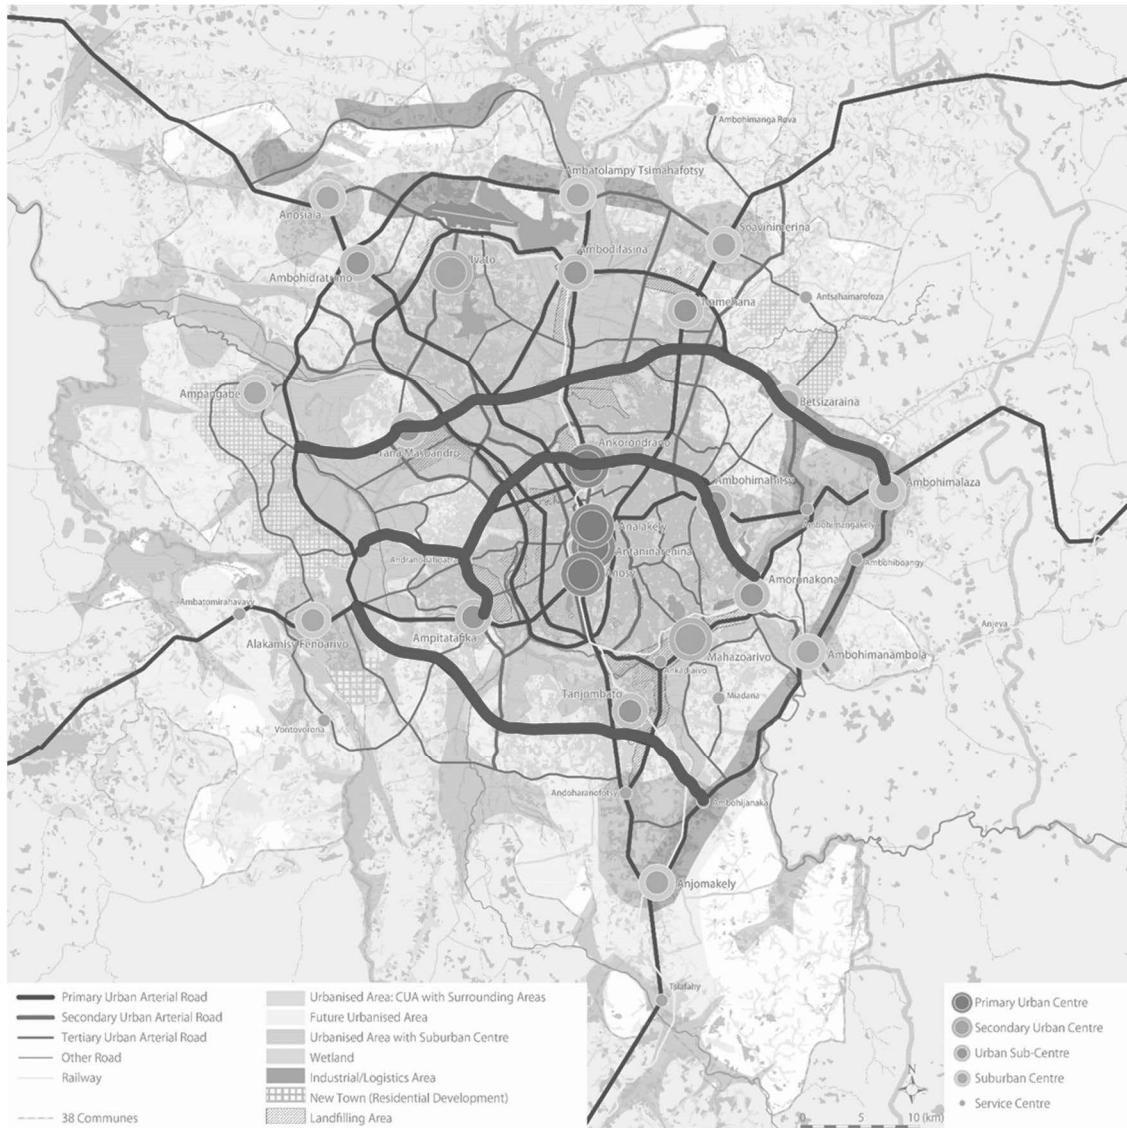 Ambohimanga Rova
Ambatolampy Tsimahafotsy
Anosiala
Soavinimerina
Ambodifasina
Ivato
Ambohidratrimo
Antsahamarofoza
Ampangabe
Betsizaraina
Ankorondrano
Ambohimalaza
Ambohimangakely
Analakely
Antaninarenina
Ambohiboangy
Amoronakona
Ambatomirahavavy
Anjeva
Ampitatafika
Alakamisy Fenoarivo
Ambohimanambola
Mahazoarivo
Miadana
Tanjombato
Vontovorona
Andoharanofotsy
Ambohijanaka
Anjomakely
Tsiafahy
Primary Urban Arterial Road
Secondary Urban Arterial Road
Tertiary Urban Arterial Road
Other Road
Railway
38 Communes
Urbanised Area: CUA with Surrounding Areas
Future Urbanised Area
Urbanised Area with Suburban Centre
Wetland
Industrial/Logistics Area
New Town (Residential Development)
Landfilling Area
Primary Urban Centre
Secondary Urban Centre
Urban Sub-Centre
Suburban Centre
Service Centre
N
0 5 10 (km)